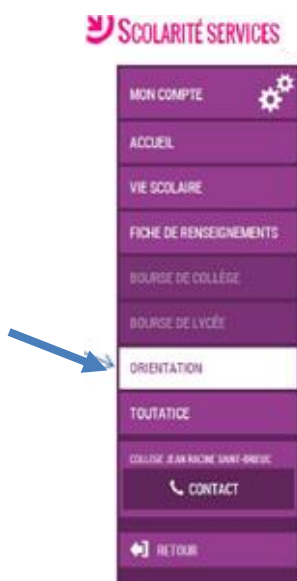 SCOLARITÉ SERVICES
MON COMPTE
ACCUEIL
VIE SCOLAIRE
FICHE DE RENSEIGNEMENTS
BOURSE DE COLLÈGE
BOURSE DE LYCÉE
ORIENTATION
TOUTATICE
COLLEGE JEAN RACINE SAINT-BRIEUC
CONTACT
RETOUR